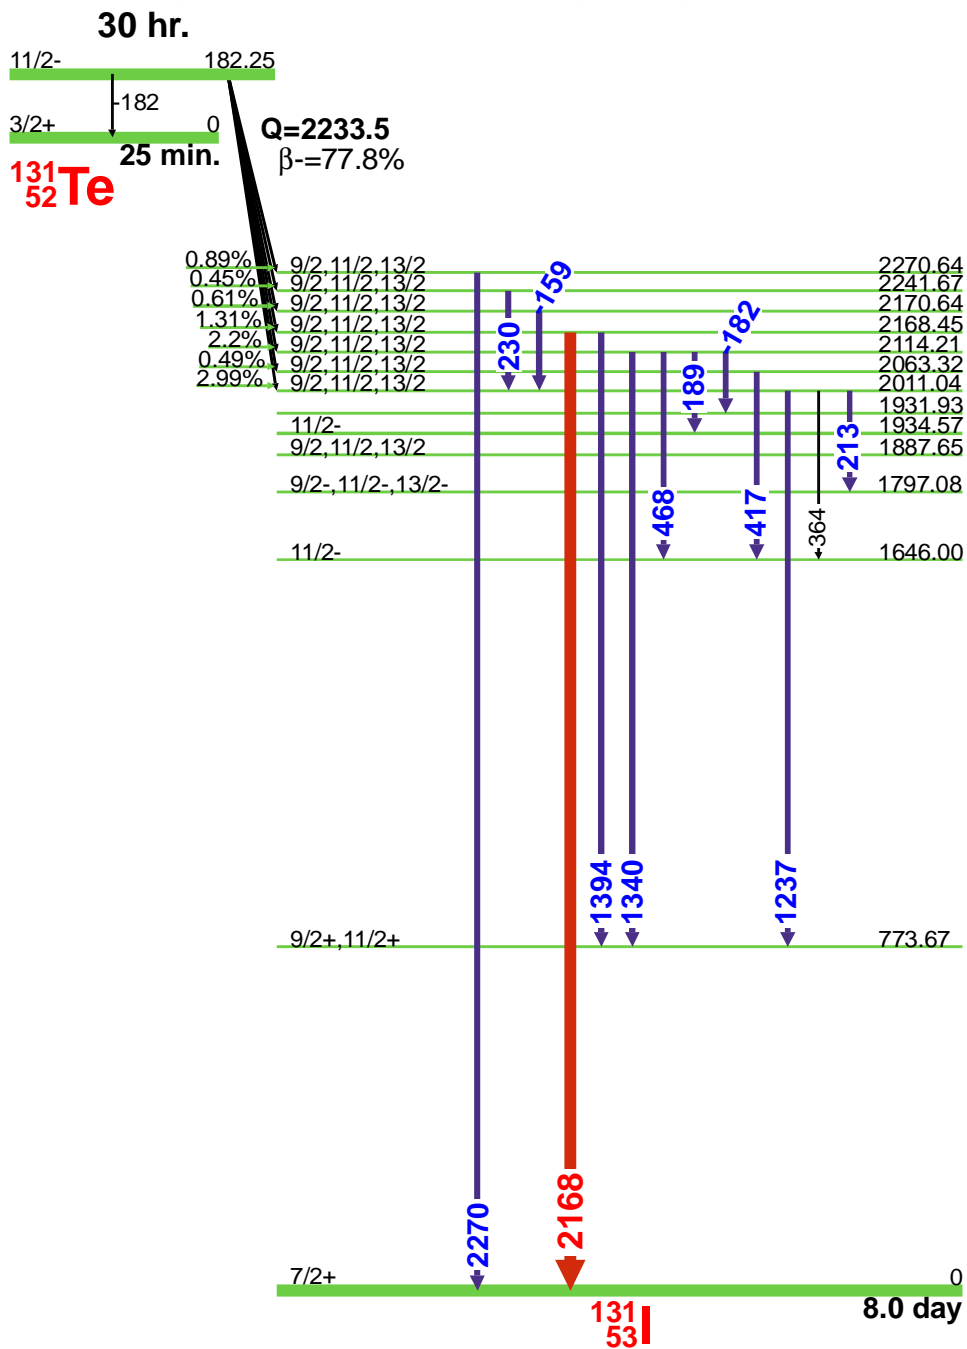 30 hr.
11/2- 182.25
-182
3/2+ 0
25 min.
Q=2233.5
β-=77.8%
131
52 Te
0.89% 9/2,11/2,13/2 2270.64
0.45% 9/2,11/2,13/2 2241.67
0.61% 9/2,11/2,13/2 2170.64
1.31% 9/2,11/2,13/2 2168.45
2.2% 9/2,11/2,13/2 2114.21
0.49% 9/2,11/2,13/2 2063.32
2.99% 9/2,11/2,13/2 2011.04
1931.93
11/2- 1934.57
9/2,11/2,13/2 1887.65
9/2-,11/2-,13/2- 1797.08
11/2- 1646.00
230
-159
189
-182
213
468
417
364
1394
1340
1237
9/2+,11/2+ 773.67
2270
2168
7/2+ 0
8.0 day
131
53 I